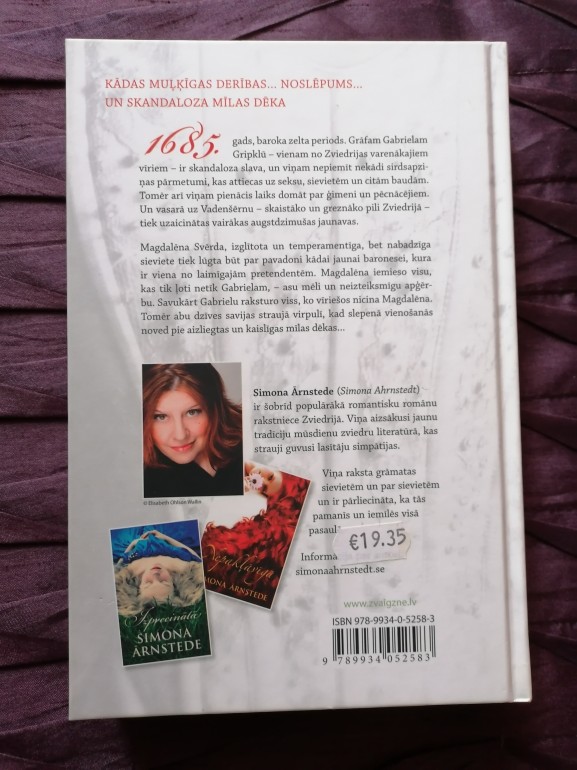 KĀDAS MUĻĶĪGAS DERĪBAS... NOSLĒPUMS...
UN SKANDALOZA MĪLAS DĒKA
1685. gads, baroka zelta periods. Grāfam Gabrielam
Gripklū – vienam no Zviedrijas varenākajiem
vīriem – ir skandaloza slava, un viņam nepiemīt nekādi sirdsapzi-
ņas pārmetumi, kas attiecas uz seksu, sievietēm un citām baudām.
Tomēr arī viņam pienācis laiks domāt par ģimeni un pēcnācējiem.
Un vasarā uz Vadenšērnu – skaistāko un greznāko pili Zviedrijā –
tiek uzaicinātas vairākas augstdzimušas jaunavas.
Magdalēna Svērda, izglītota un temperamentīga, bet nabadzīga
sieviete tiek lūgta būt par pavadoni kādai jaunai baronesei, kura
ir viena no laimīgajām pretendentēm. Magdalēna iemieso visu,
kas tik ļoti netīk Gabrielam, – asu mēli un neizteiksmīgu apģēr-
bu. Savukārt Gabrielu raksturo viss, ko vīriešos nicina Magdalēna.
Tomēr abu dzīves savijas straujā virpulī, kad slepenā vienošanās
noved pie aizliegtas un kaislīgas mīlas dēkas...
Simona Ārnstede (Simona Ahrnstedt)
ir šobrīd populārākā romantisku romānu
rakstniece Zviedrijā. Viņa aizsākusi jaunu
tradīciju mūsdienu zviedru literatūrā, kas
strauji guvusi lasītāju simpātijas.
Viņa raksta grāmatas
sievietēm un par sievietēm
un ir pārliecināta, ka tās
pamanīs un iemīlēs visā
€19.35
simonaahrnstedt.se
SIMONA
ĀRNSTEDE
www.zvaigzne.lv
ISBN 978-9934-0-5258-3
9 789934 052583